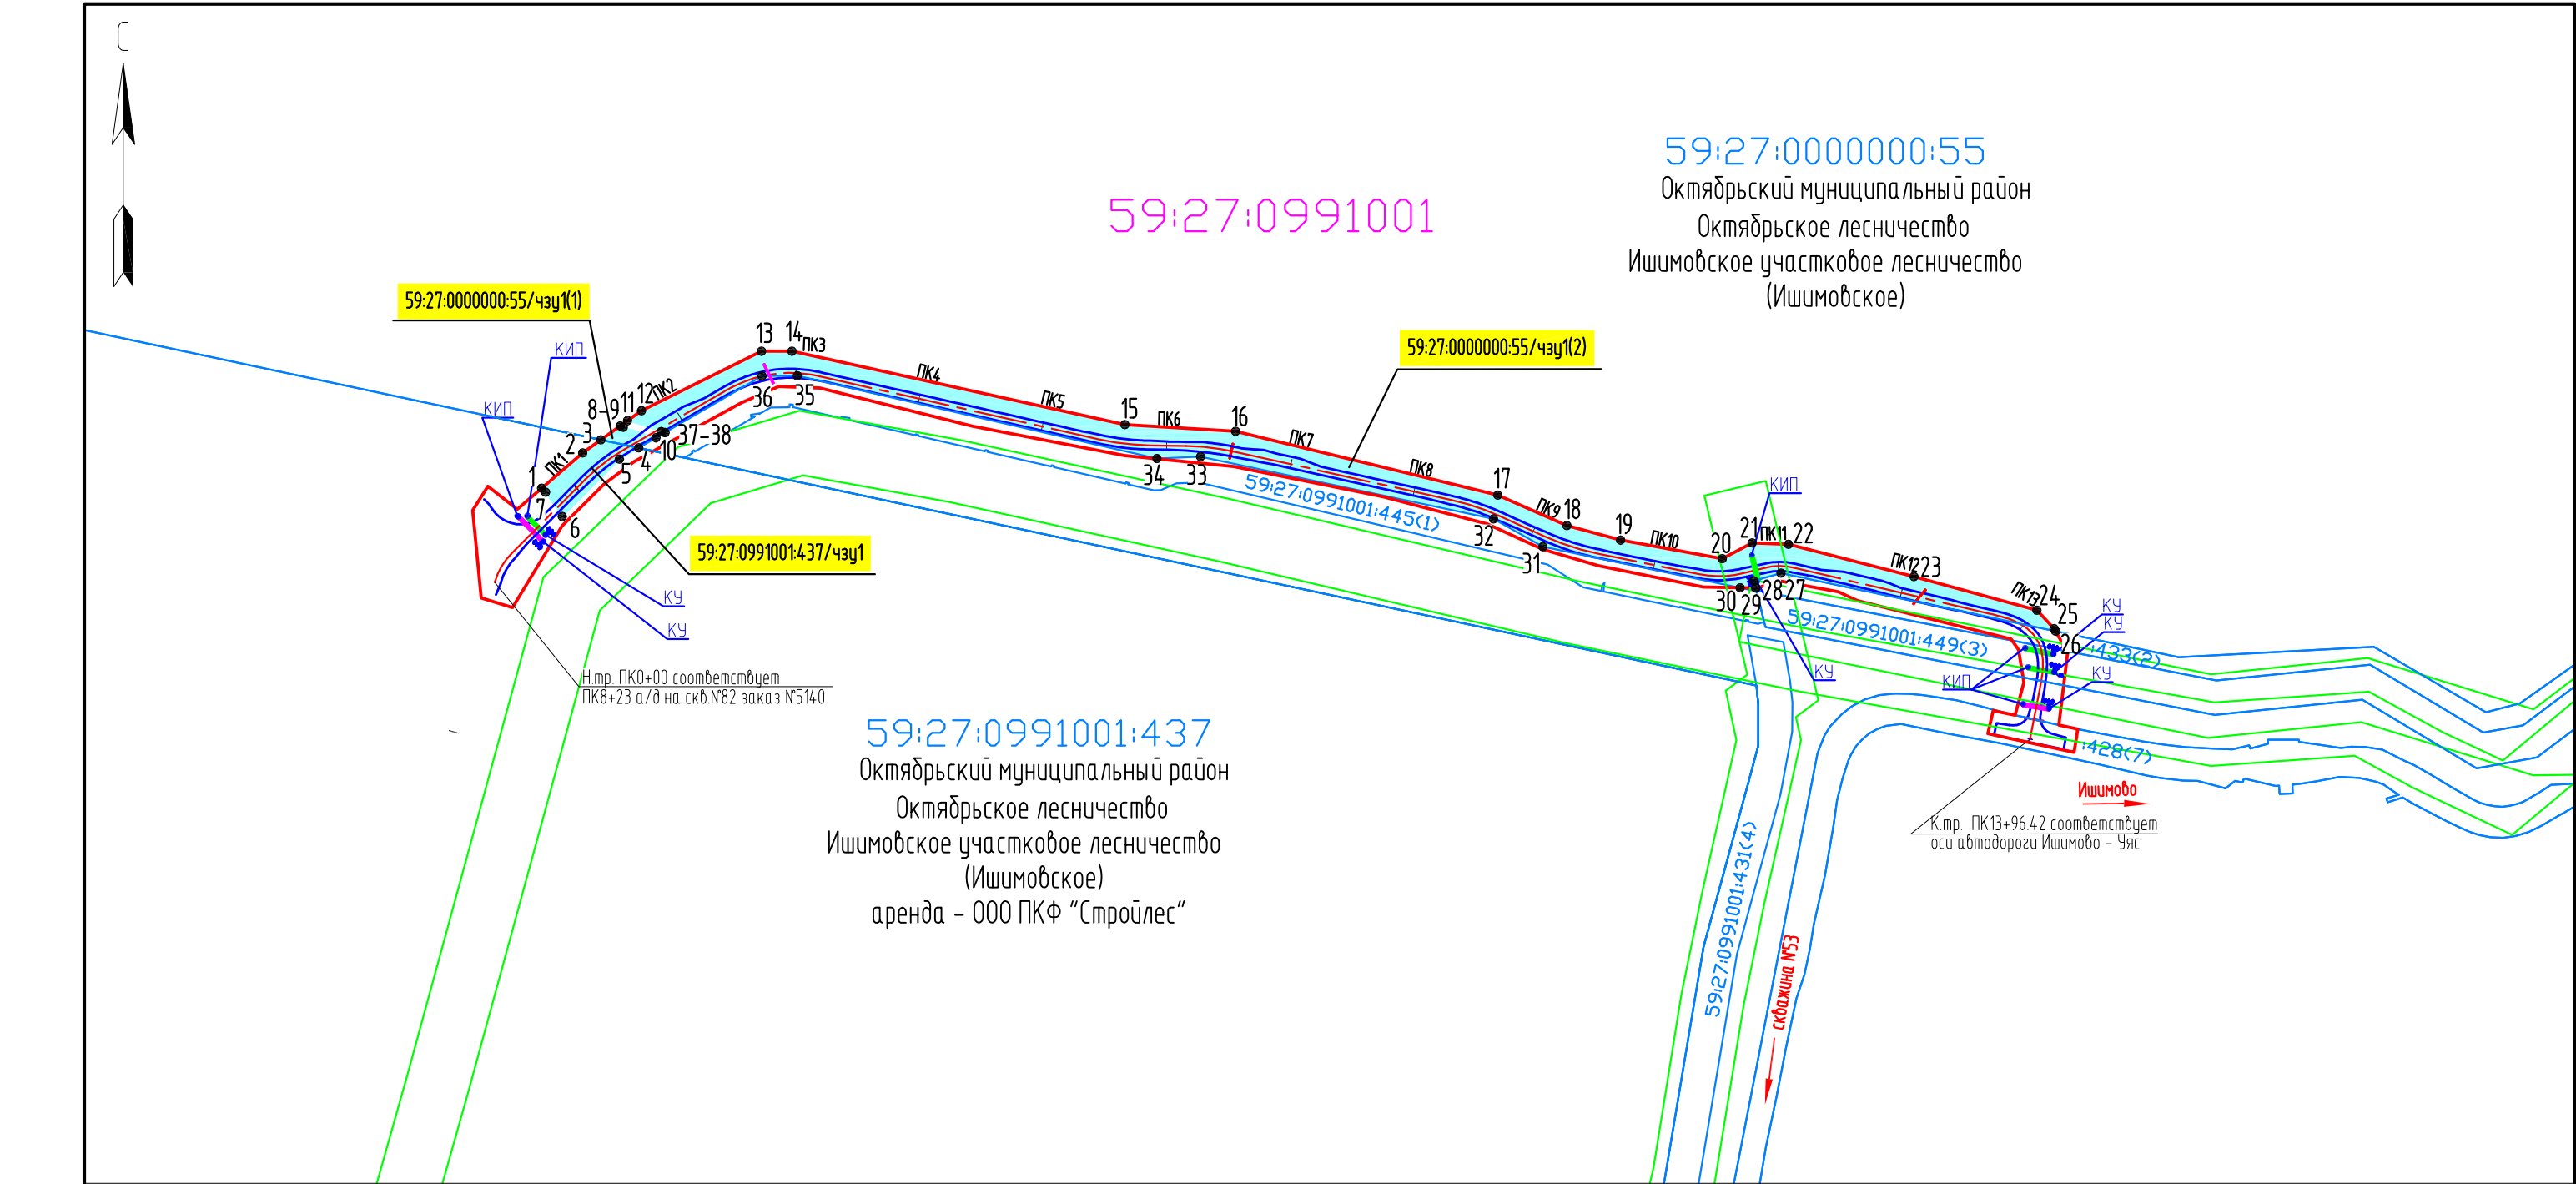 С
59:27:0000000:55
Октябрьский муниципальный район
Октябрьское лесничество
Ишимовское участковое лесничество
(Ишимовское)
59:27:0991001
59:27:0000000:55/чзу1(1)
59:27:0000000:55/чзу1(2)
КИП
КИП
13
14
ПК3
ПК4
ПК5
15
ПК6
16
ПК7
ПК8
17
ПК9
18
19
ПК10
20
21
ПК11
22
ПК12
23
ПК13
24
25
26
8-9
11
12
ПК2
36
35
37-38
10
1
ПК1
2
3
4
5
6
7
34
33
32
31
30
29
28-27
КИП
59:27:0991001:445(1)
59:27:0991001:449(3)
:433(2)
:428(7)
59:27:0991001:437/чзу1
КУ
КУ
КУ
КУ
КУ
КУ
КИП
Н.тр. ПК0+00 соответствует
ПК8+23 а/д на скв.№82 заказ №5140
59:27:0991001:437
Октябрьский муниципальный район
Октябрьское лесничество
Ишимовское участковое лесничество
(Ишимовское)
аренда - ООО ПКФ "Стройлес"
Ишимово
К.тр. ПК13+96.42 соответствует
оси автодороги Ишимово - Уяс
59:27:0991001:431(4)
скважина №53